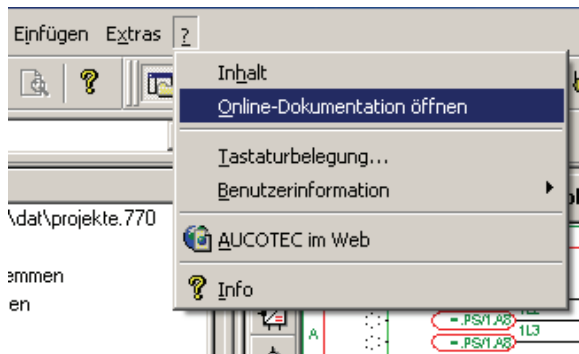 Einfügen Extras ?
Inhalt
Online-Dokumentation öffnen
Tastaturbelegung...
Benutzerinformation
AUCOTEC im Web
Info
\dat\projekte.770
emmen
en
A
=.PS/1.A8)
1L3
=.PS/1.A8)